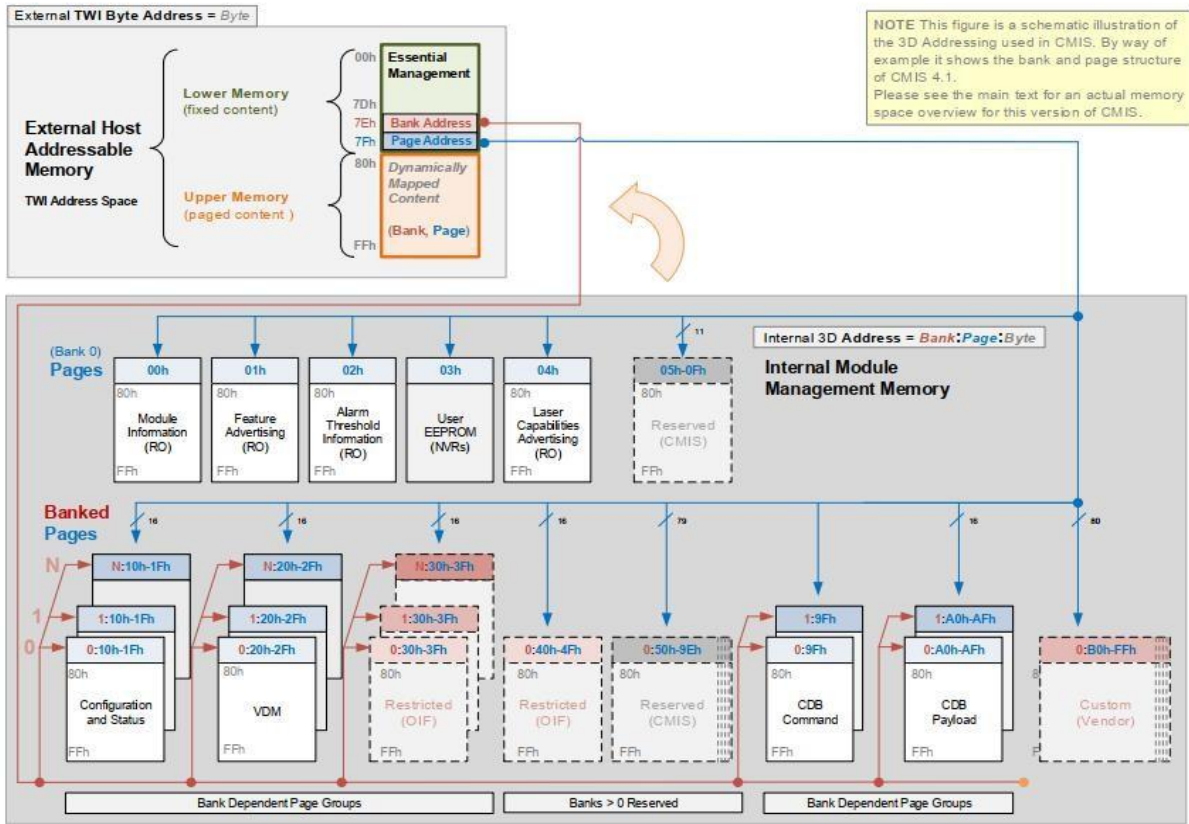 External TWI Byte Address = Byte
NOTE This figure is a schematic illustration of
the 3D Addressing used in CMIS. By way of
example it shows the bank and page structure
of CMIS 4.1.
Please see the main text for an actual memory
space overview for this version of CMIS.
External Host
Addressable
Memory
TWI Address Space
Lower Memory
(fixed content)
Upper Memory
(paged content )
00h
7Dh
7Eh
7Fh
80h
FFh
Essential
Management
Bank Address
Page Address
Dynamically
Mapped
Content
(Bank, Page)
Internal 3D Address = Bank:Page:Byte
Internal Module
Management Memory
(Bank 0)
Pages
11
00h
80h
Module
Information
(RO)
FFh
01h
80h
Feature
Advertising
(RO)
FFh
02h
80h
Alarm
Threshold
Information
(RO)
FFh
03h
80h
User
EEPROM
(NVRs)
FFh
04h
80h
Laser
Capabilities
Advertising
(RO)
FFh
05h-0Fh
80h
Reserved
(CMIS)
FFh
Banked
Pages
16
16
16
16
79
16
80
N
1
0
N:10h-1Fh
1:10h-1Fh
0:10h-1Fh
80h
Configuration
and Status
FFh
N:20h-2Fh
1:20h-2Fh
0:20h-2Fh
80h
VDM
FFh
N:30h-3Fh
1:30h-3Fh
0:30h-3Fh
80h
Restricted
(OIF)
FFh
0:40h-4Fh
80h
Restricted
(OIF)
FFh
0:50h-9Eh
80h
Reserved
(CMIS)
FFh
1:9Fh
0:9Fh
80h
CDB
Command
FFh
1:A0h-AFh
0:A0h-AFh
80h
CDB
Payload
FFh
0:B0h-FFh
Custom
(Vendor)
Bank Dependent Page Groups
Banks > 0 Reserved
Bank Dependent Page Groups